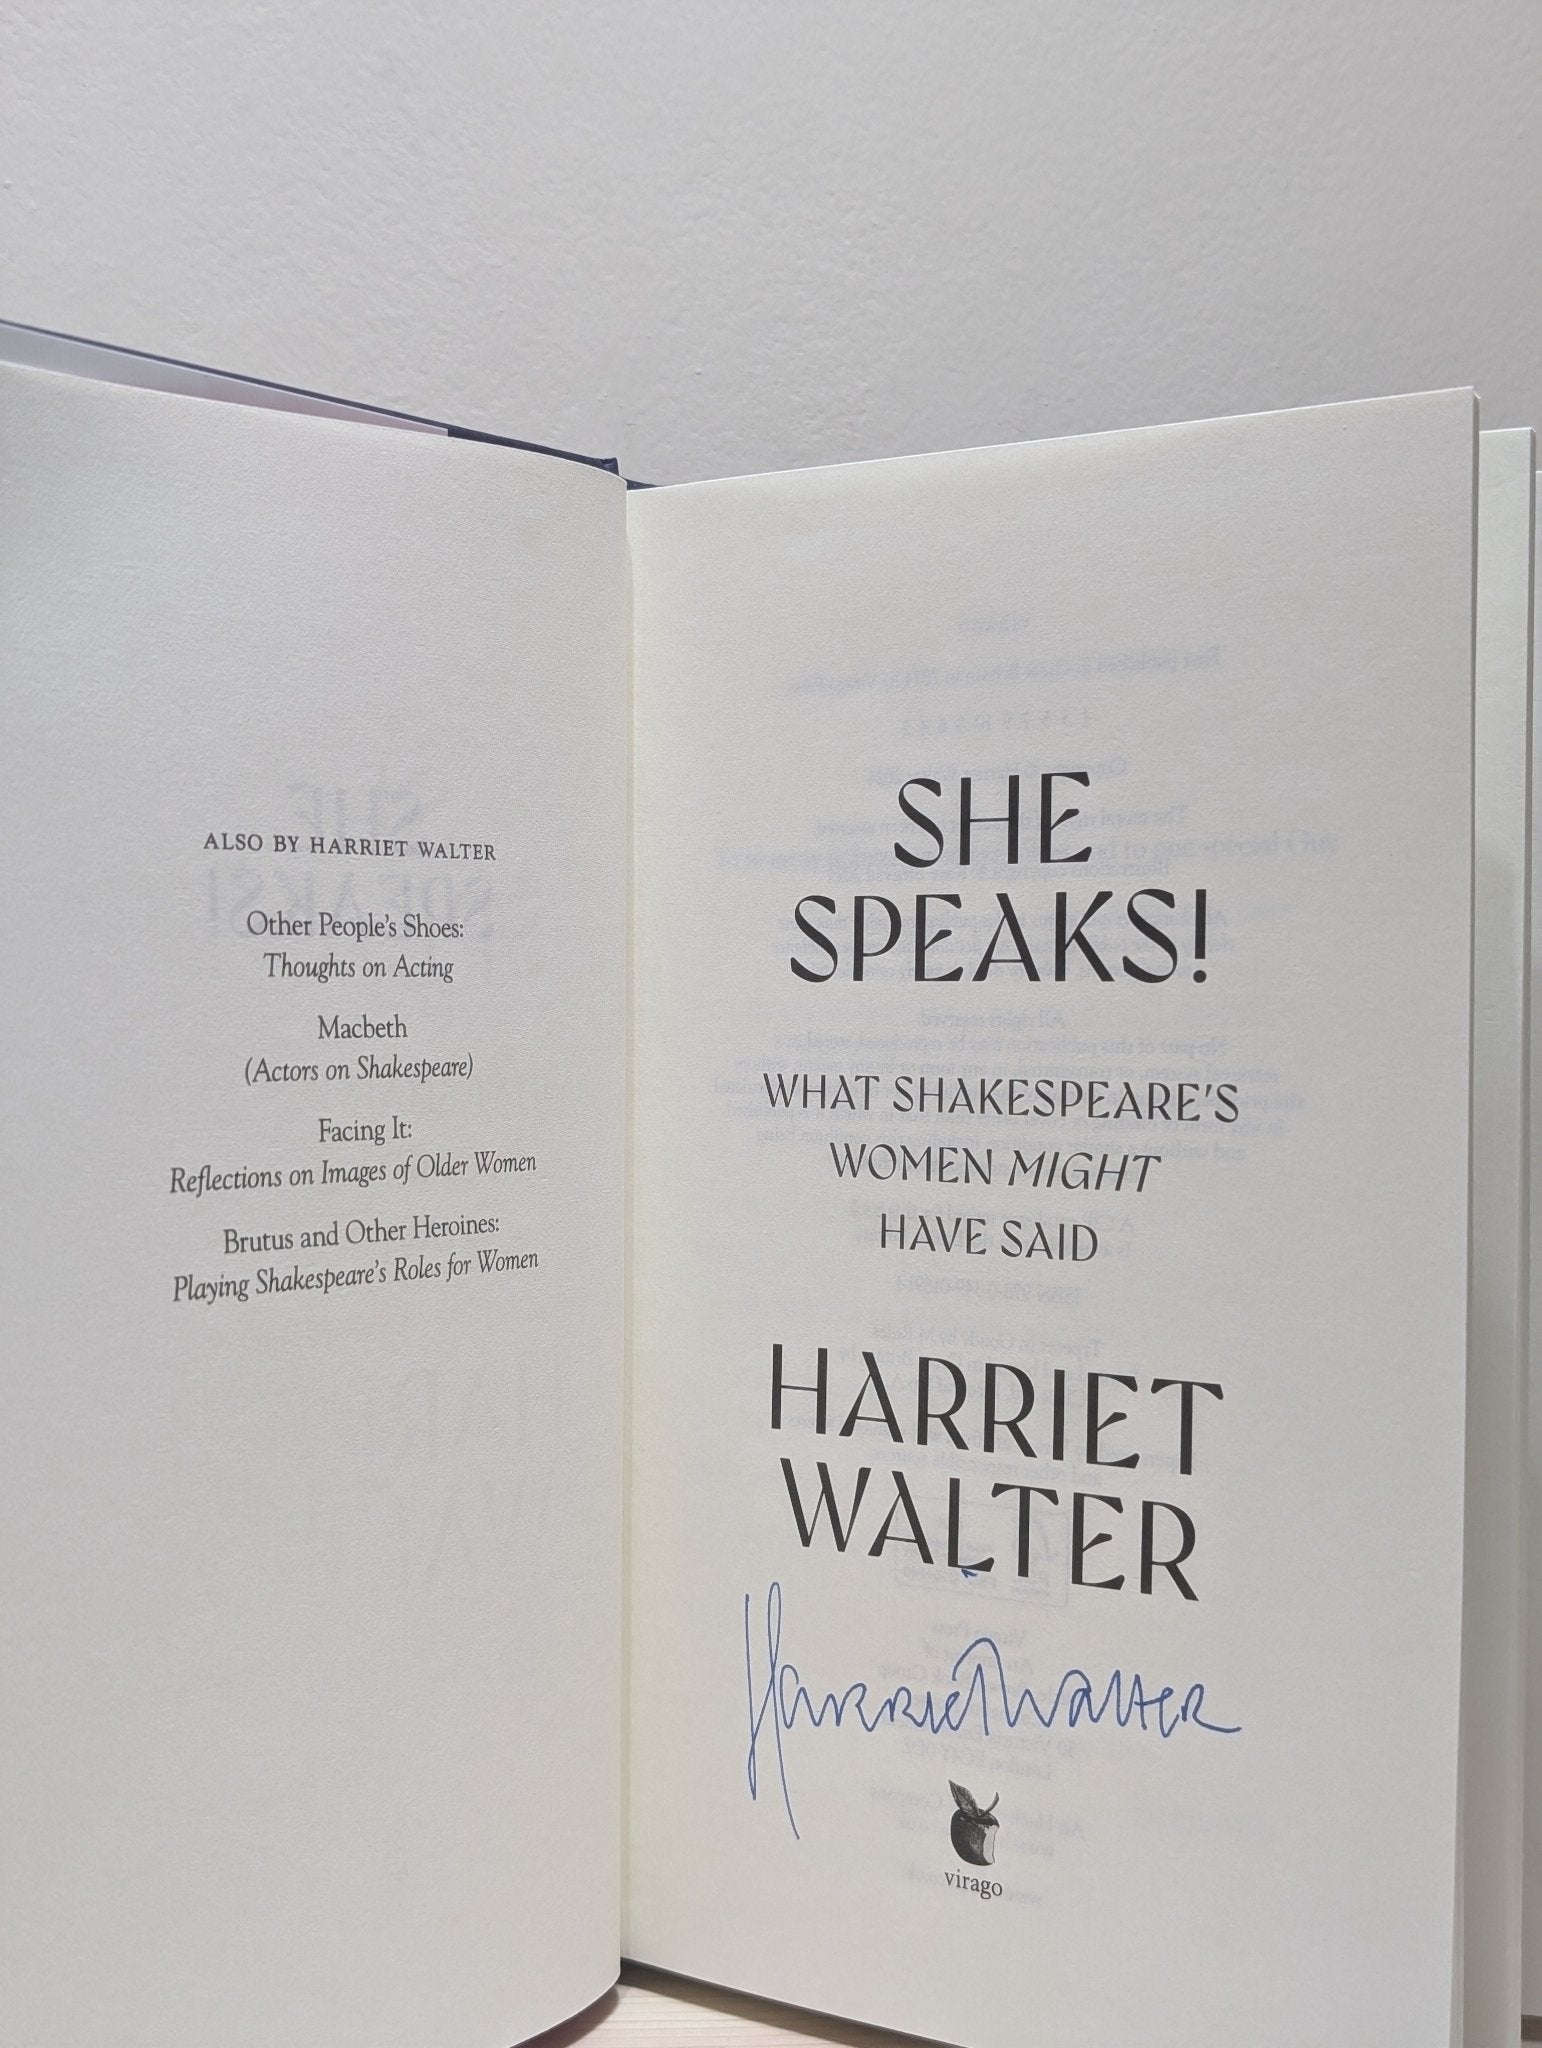 ALSO BY HARRIET WALTER
Other People's Shoes:
Thoughts on Acting
Macbeth
(Actors on Shakespeare)
Facing It:
Reflections on Images of Older Women
Brutus and Other Heroines:
Playing Shakespeare's Roles for Women
SHE
SPEAKS!
WHAT SHAKESPEARE'S
WOMEN MIGHT
HAVE SAID
HARRIET
WALTER
Harriet Walter
virago